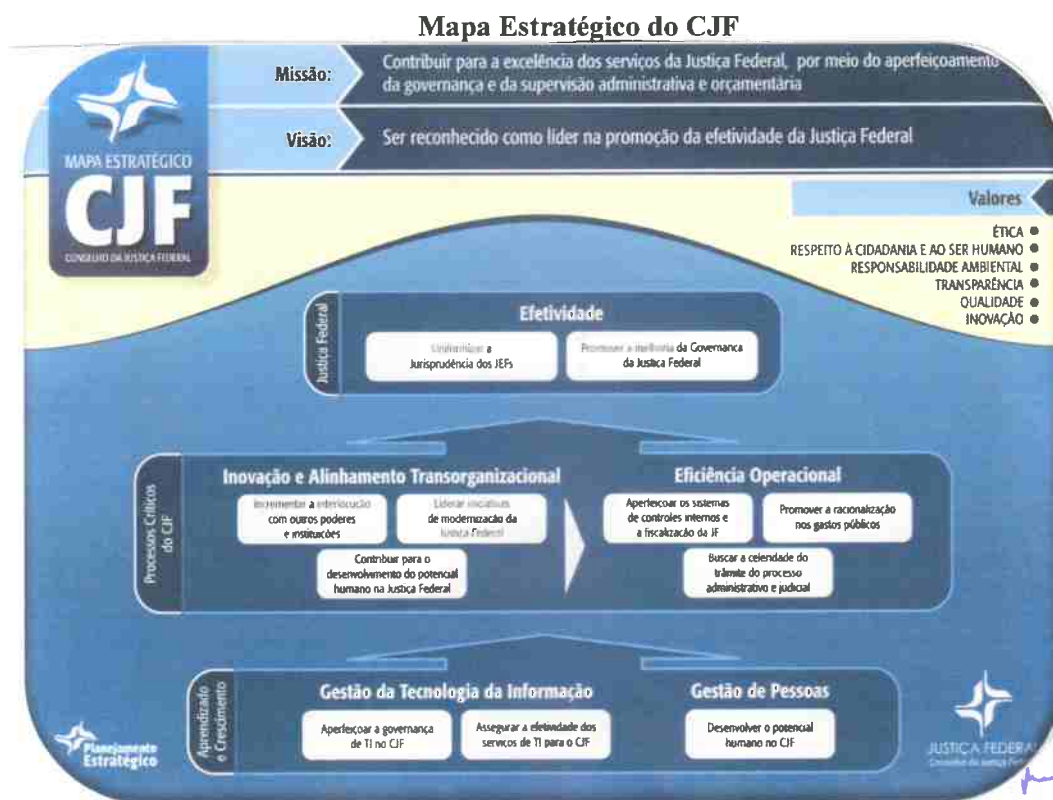 Mapa Estratégico do CJF
Missão:
Contribuir para a excelência dos serviços da Justiça Federal, por meio do aperfeiçoamento
da governança e da supervisão administrativa e orçamentária
Visão:
Ser reconhecido como líder na promoção da efetividade da Justiça Federal
MAPA ESTRATÉGICO
CJF
CONSELHO DA JUSTIÇA FEDERAL
Valores
ÉTICA
RESPEITO À CIDADANIA E AO SER HUMANO
RESPONSABILIDADE AMBIENTAL
TRANSPARÊNCIA
QUALIDADE
INOVAÇÃO
Justiça Federal
Efetividade
Uniformizar a
Jurisprudência dos JEFs
Promover a melhoria da Governança
da Justiça Federal
Processos Críticos
do CJF
Inovação e Alinhamento Transorganizacional
Incrementar a interlocução
com outros poderes
e instituições
Liderar iniciativas
de modernização da
Justiça Federal
Contribuir para o
desenvolvimento do potencial
humano na Justiça Federal
Eficiência Operacional
Aperfeiçoar os sistemas
de controles internos e
a fiscalização da JF
Promover a racionalização
nos gastos públicos
Buscar a celeridade do
trâmite do processo
administrativo e judicial
Aprendizado
e Crescimento
Gestão da Tecnologia da Informação
Aperfeiçoar a governança
de TI no CJF
Assegurar a efetividade dos
serviços de TI para o CJF
Gestão de Pessoas
Desenvolver o potencial
humano no CJF
Planejamento
Estratégico
JUSTIÇA FEDERAL
Conselho da Justiça Federal